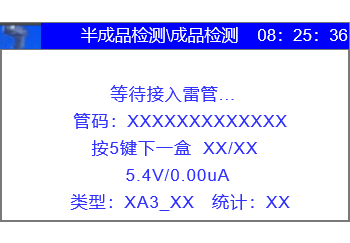 半成品检测\成品检测 08: 25: 36
等待接入雷管...
管码: XXXXXXXXXXXXX
按5键下一盒 XX/XX
5.4V/0.00uA
类型: XA3_XX 统计: XX